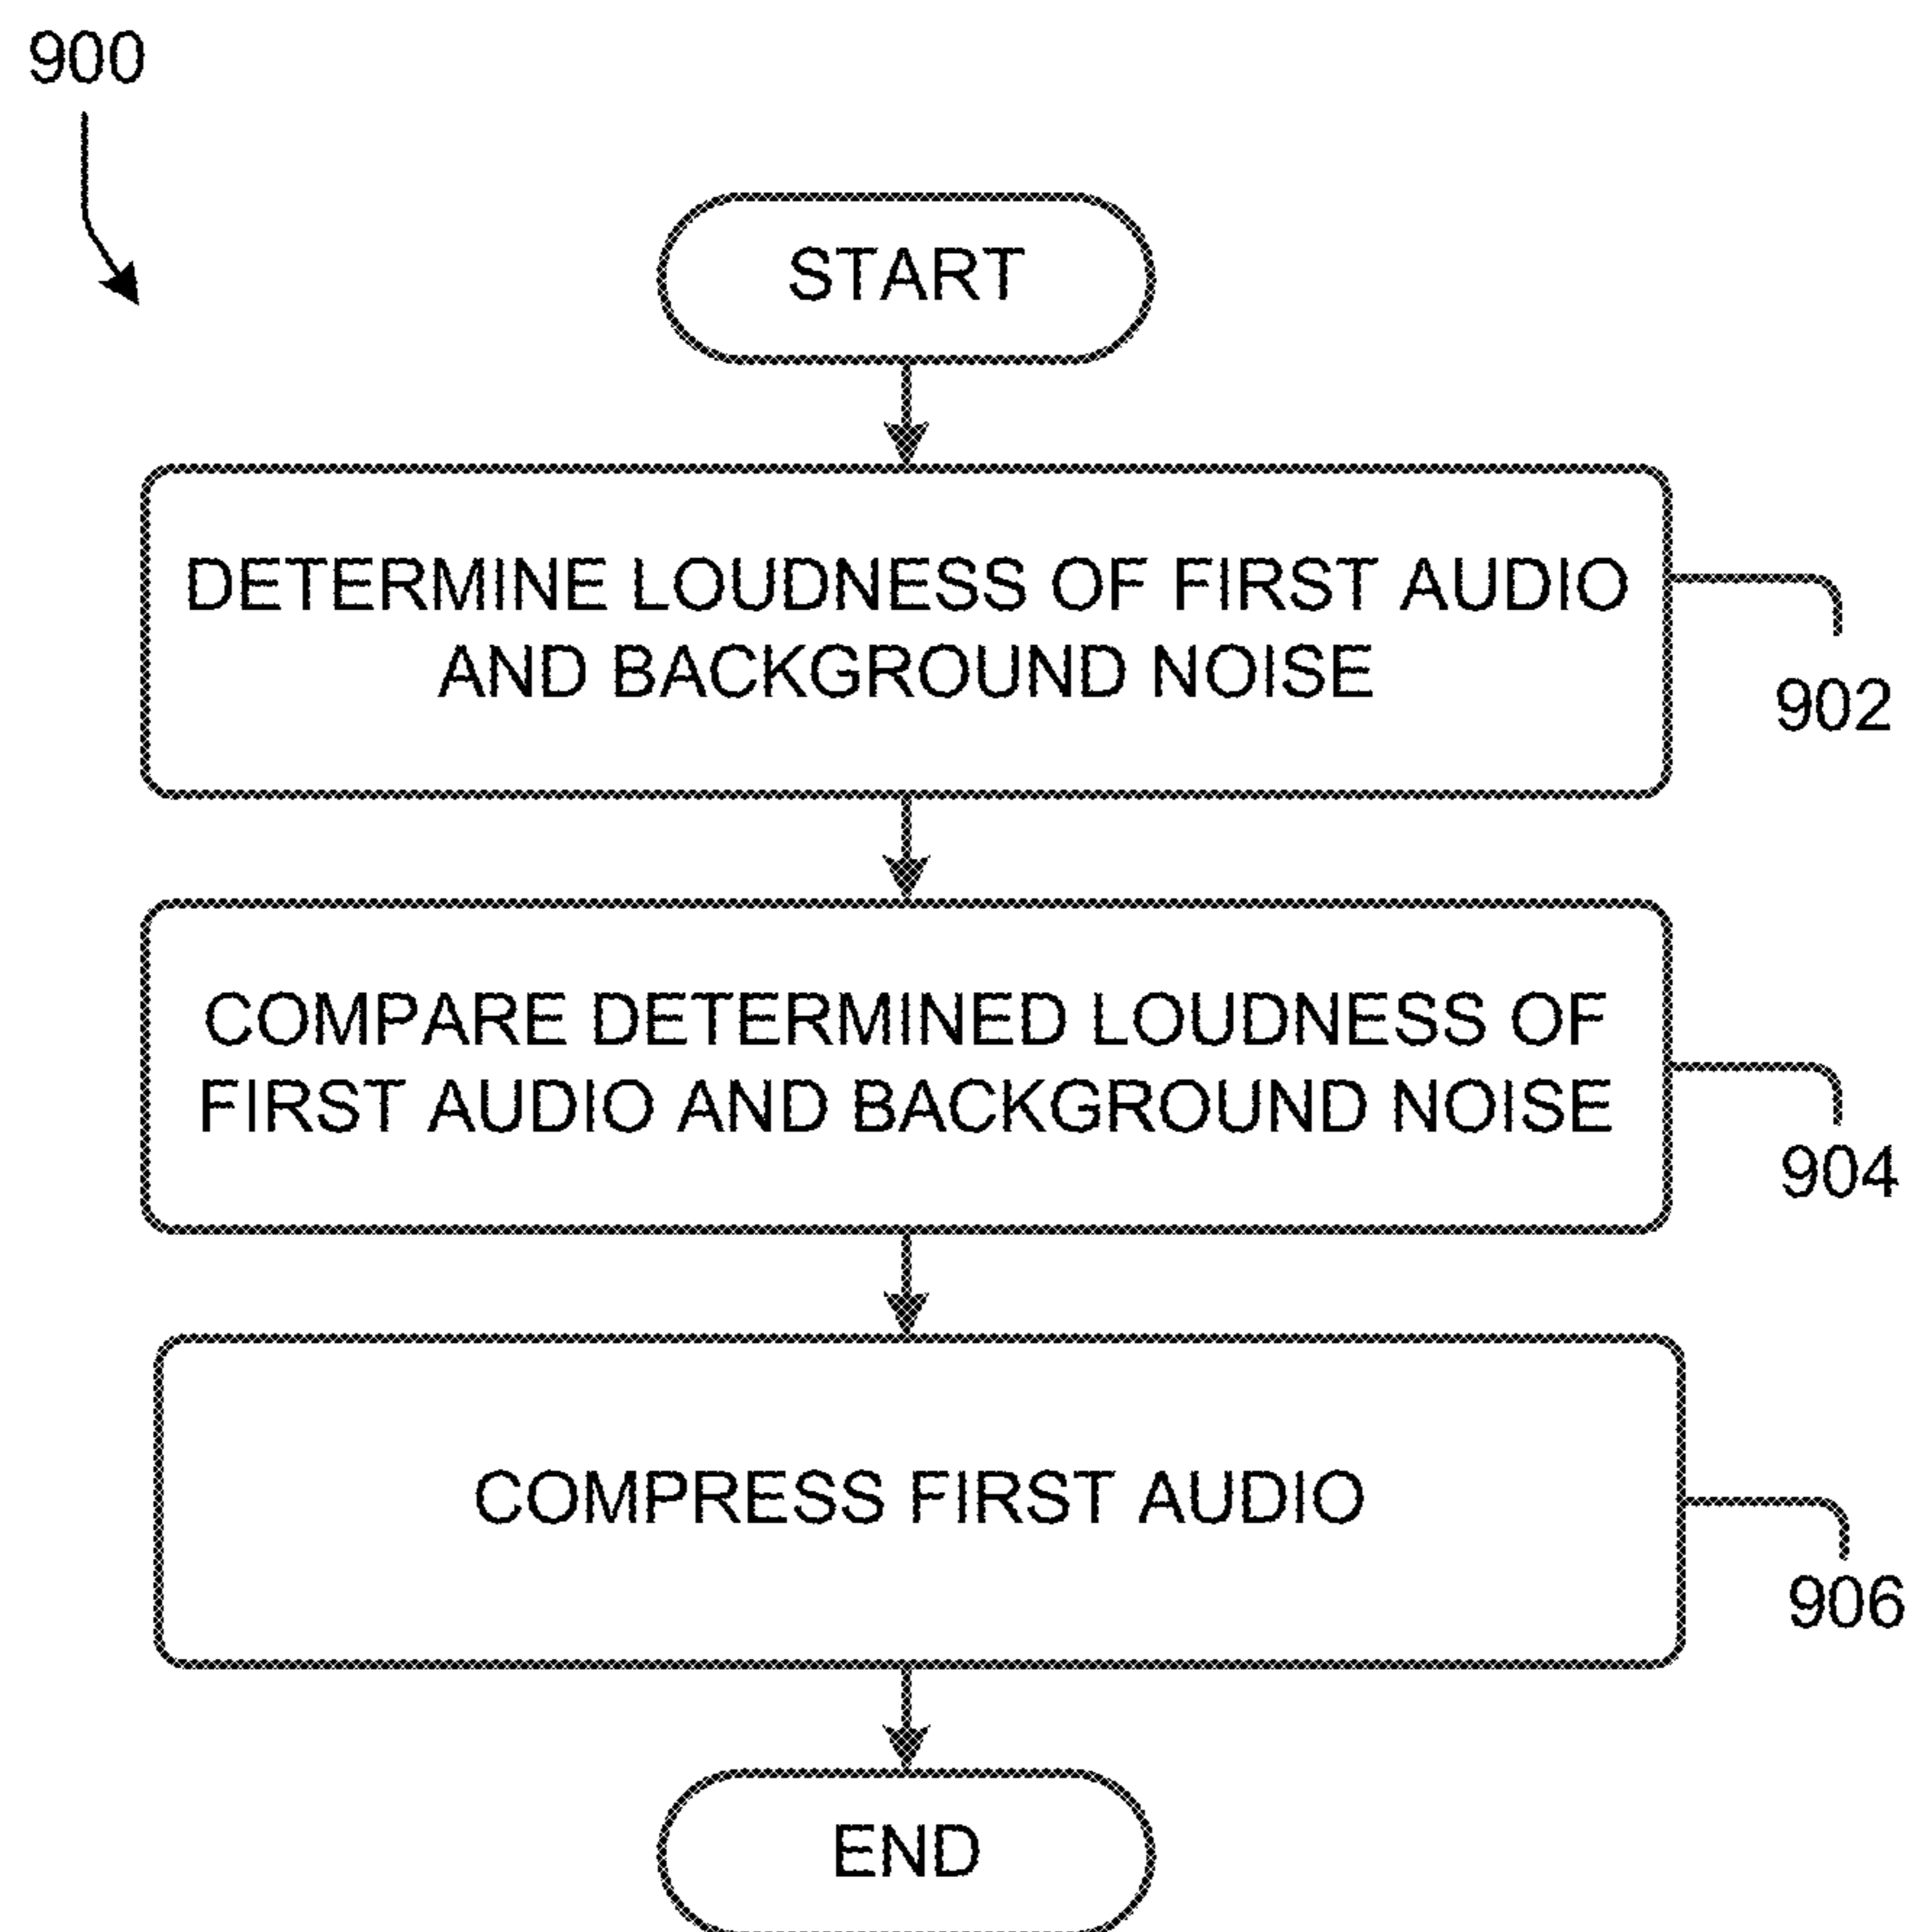 900
START
DETERMINE LOUDNESS OF FIRST AUDIO
AND BACKGROUND NOISE
902
COMPARE DETERMINED LOUDNESS OF
FIRST AUDIO AND BACKGROUND NOISE
904
COMPRESS FIRST AUDIO
906
END